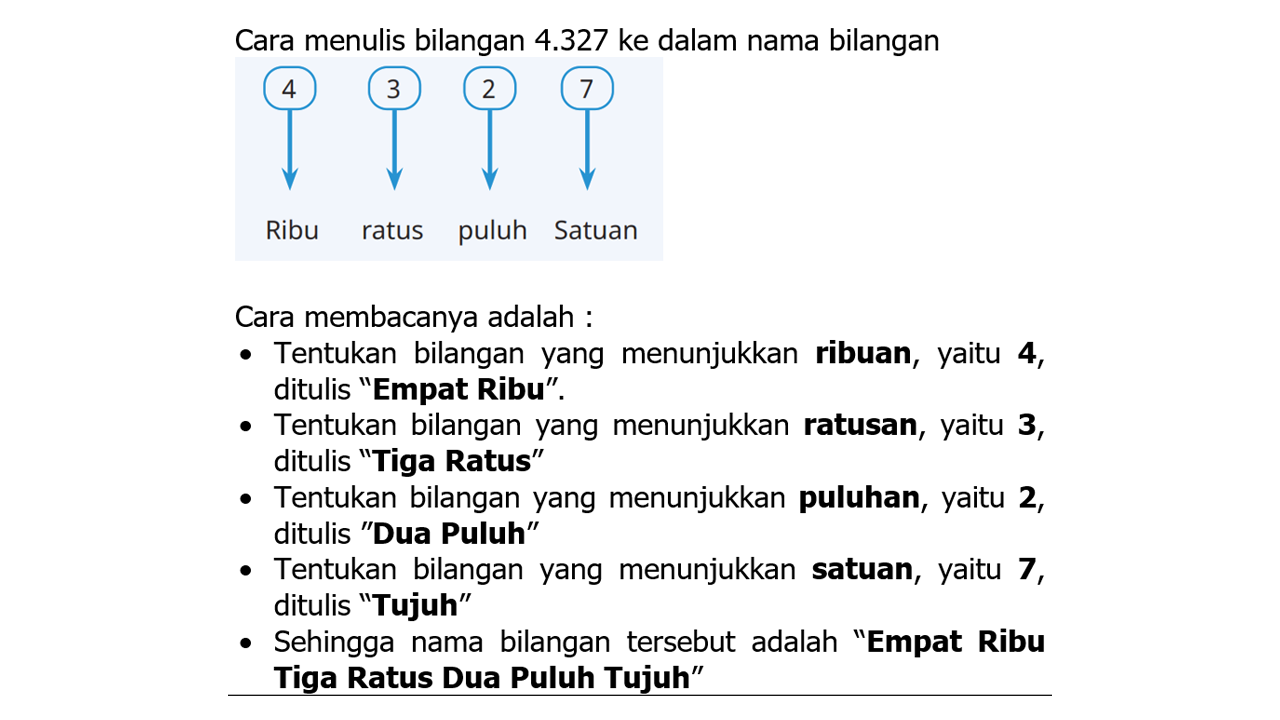 Cara menulis bilangan 4.327 ke dalam nama bilangan
4 3 2 7
Ribu ratus puluh Satuan
Cara membacanya adalah :
• Tentukan bilangan yang menunjukkan ribuan, yaitu 4,
ditulis “Empat Ribu”.
• Tentukan bilangan yang menunjukkan ratusan, yaitu 3,
ditulis “Tiga Ratus”
• Tentukan bilangan yang menunjukkan puluhan, yaitu 2,
ditulis ”Dua Puluh”
• Tentukan bilangan yang menunjukkan satuan, yaitu 7,
ditulis “Tujuh”
• Sehingga nama bilangan tersebut adalah “Empat Ribu
Tiga Ratus Dua Puluh Tujuh”